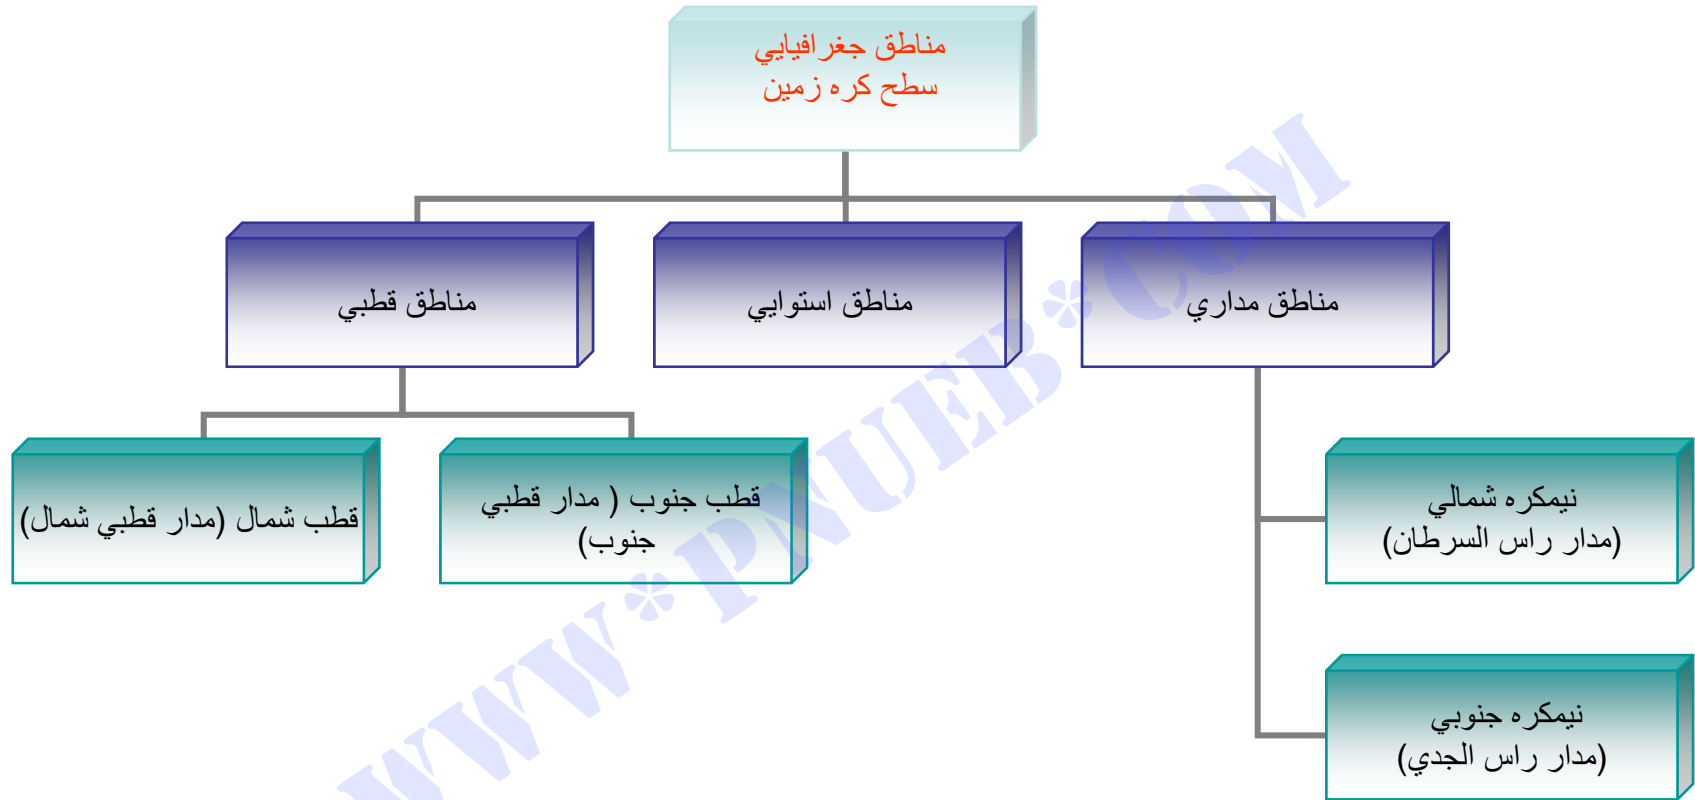 مناطق جغرافيايي
سطح كره زمين
مناطق مداري
مناطق استوايي
مناطق قطبي
نيمكره شمالي
(مدار راس السرطان)
نيمكره جنوبي
(مدار راس الجدي)
قطب جنوب ( مدار قطبي
جنوب)
قطب شمال (مدار قطبي شمال)
WWW*PNUEB*COM